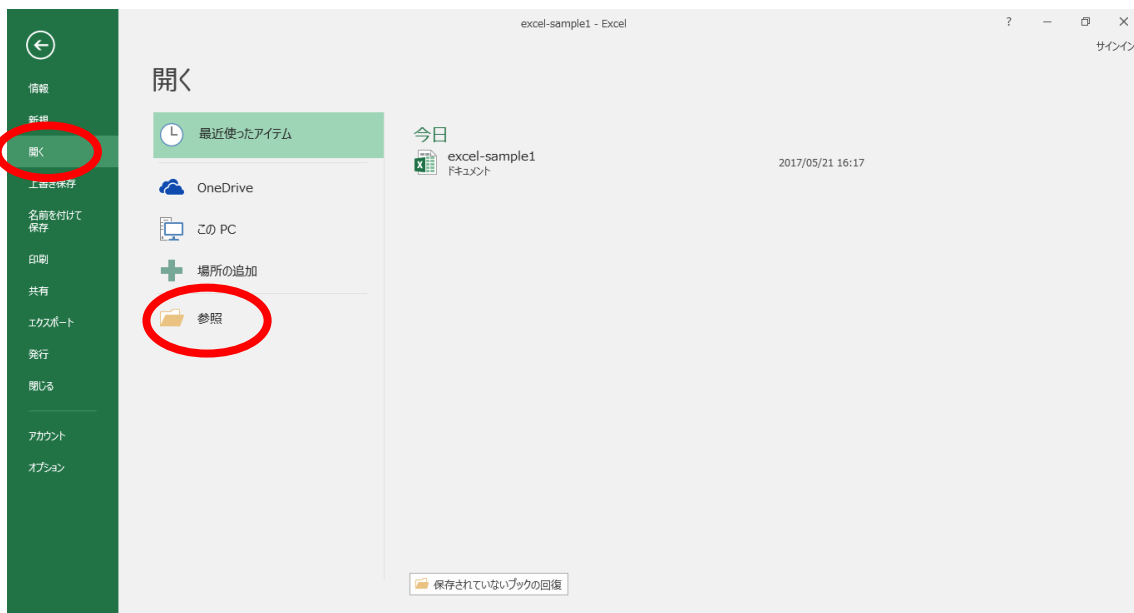 excel-sample1 - Excel
?
サインイン
情報
新規
開く
上書き保存
名前を付けて
保存
印刷
共有
エクスポート
発行
閉じる
アカウント
オプション
開く
最近使ったアイテム
OneDrive
この PC
場所の追加
参照
今日
excel-sample1
ドキュメント
2017/05/21 16:17
保存されていないブックの回復